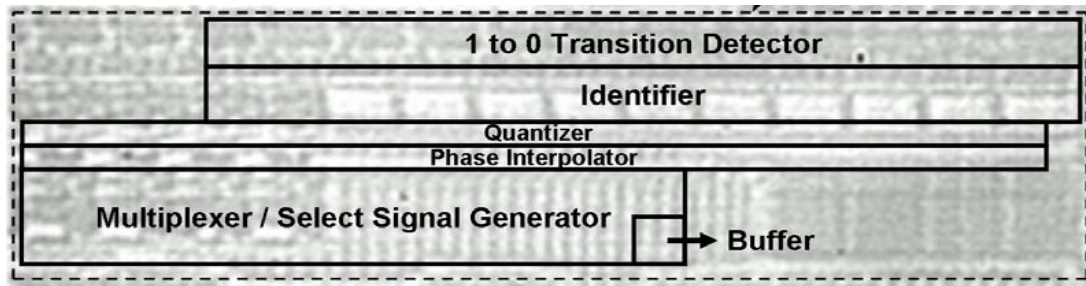 1 to 0 Transition Detector
Identifier
Quantizer
Phase Interpolator
Multiplexer / Select Signal Generator
Buffer